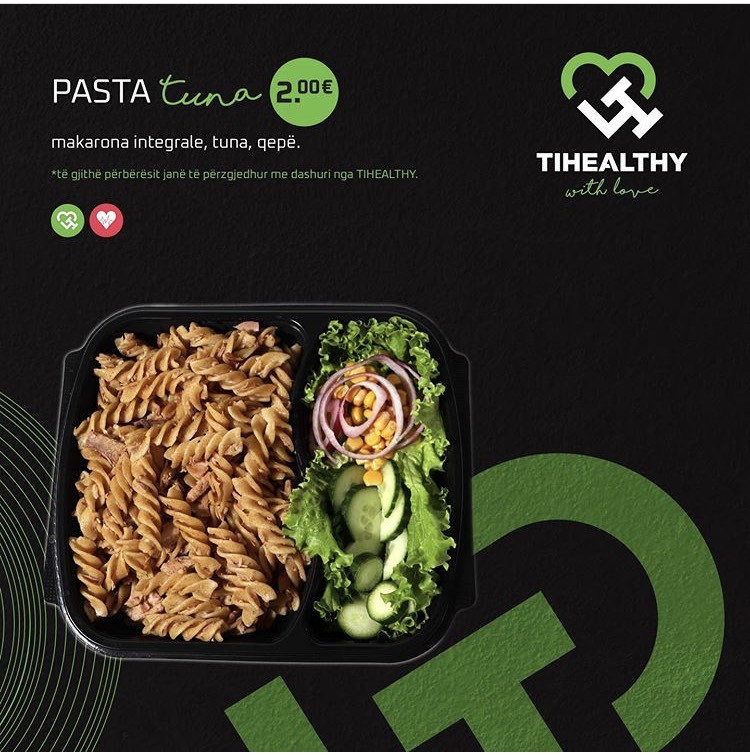 PASTA tuna 2.00€
makarona integrale, tuna, qepë.
*të gjithë përbërësit janë të përzgjedhur me dashuri nga TIHEALTHY.
TIHEALTHY
with love